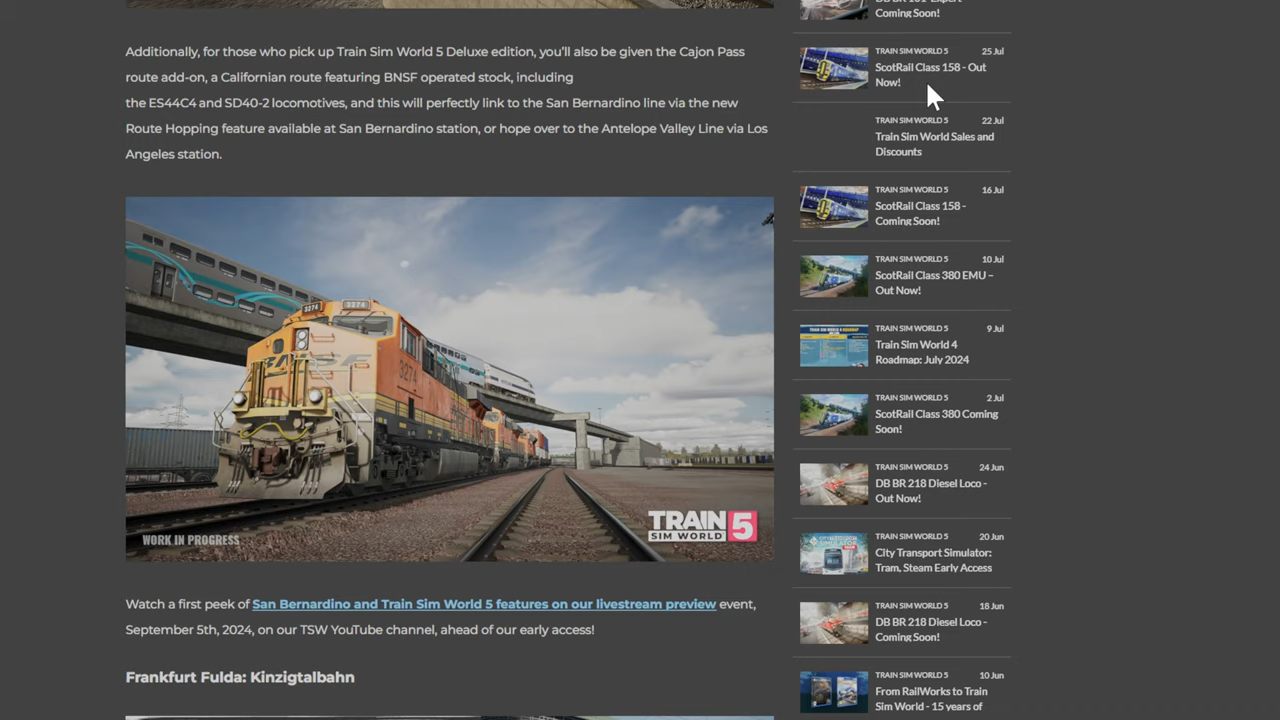 Additionally, for those who pick up Train Sim World 5 Deluxe edition, you'll also be given the Cajon Pass
route add-on, a Californian route featuring BNSF operated stock, including
the ES44C4 and SD40-2 locomotives, and this will perfectly link to the San Bernardino line via the new
Route Hopping feature available at San Bernardino station, or hope over to the Antelope Valley Line via Los
Angeles station.
3274
3274
BNSF
3274
WORK IN PROGRESS
TRAIN
SIM WORLD
5
Watch a first peek of San Bernardino and Train Sim World 5 features on our livestream preview event,
September 5th, 2024, on our TSW YouTube channel, ahead of our early access!
Frankfurt Fulda: Kinzigtalbahn
Coming Soon!
TRAIN SIM WORLD 5 25 Jul
ScotRail Class 158 - Out
Now!
TRAIN SIM WORLD 5 22 Jul
Train Sim World Sales and
Discounts
TRAIN SIM WORLD 5 16 Jul
ScotRail Class 158 -
Coming Soon!
TRAIN SIM WORLD 5 10 Jul
ScotRail Class 380 EMU –
Out Now!
TRAIN SIM WORLD 5 9 Jul
Train Sim World 4
Roadmap: July 2024
TRAIN SIM WORLD 5 2 Jul
ScotRail Class 380 Coming
Soon!
TRAIN SIM WORLD 5 24 Jun
DB BR 218 Diesel Loco -
Out Now!
TRAIN SIM WORLD 5 20 Jun
City Transport Simulator:
Tram, Steam Early Access
TRAIN SIM WORLD 5 18 Jun
DB BR 218 Diesel Loco -
Coming Soon!
TRAIN SIM WORLD 5 10 Jun
From RailWorks to Train
Sim World - 15 years of